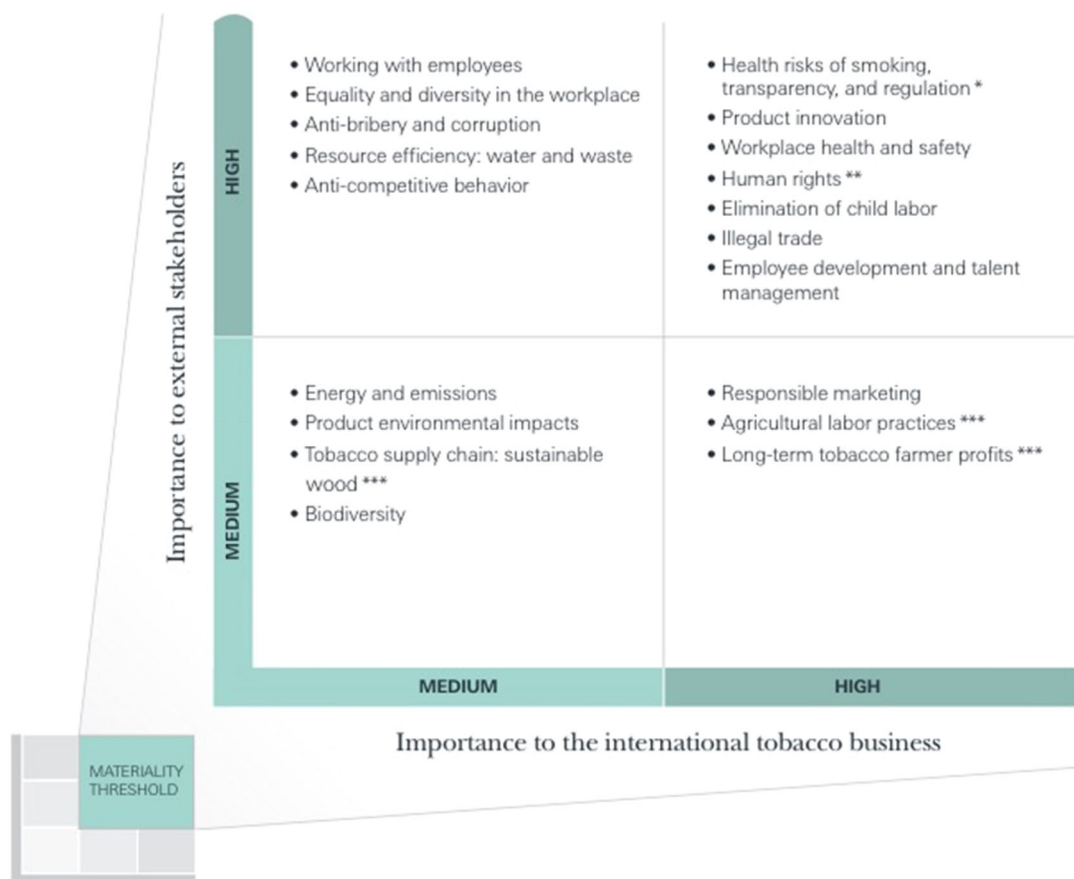 Importance to external stakeholders
HIGH
• Working with employees
• Equality and diversity in the workplace
• Anti-bribery and corruption
• Resource efficiency: water and waste
• Anti-competitive behavior
• Health risks of smoking,
transparency, and regulation *
• Product innovation
• Workplace health and safety
• Human rights **
• Elimination of child labor
• Illegal trade
• Employee development and talent
management
MEDIUM
• Energy and emissions
• Product environmental impacts
• Tobacco supply chain: sustainable
wood ***
• Biodiversity
• Responsible marketing
• Agricultural labor practices ***
• Long-term tobacco farmer profits ***
MEDIUM
HIGH
Importance to the international tobacco business
MATERIALITY
THRESHOLD